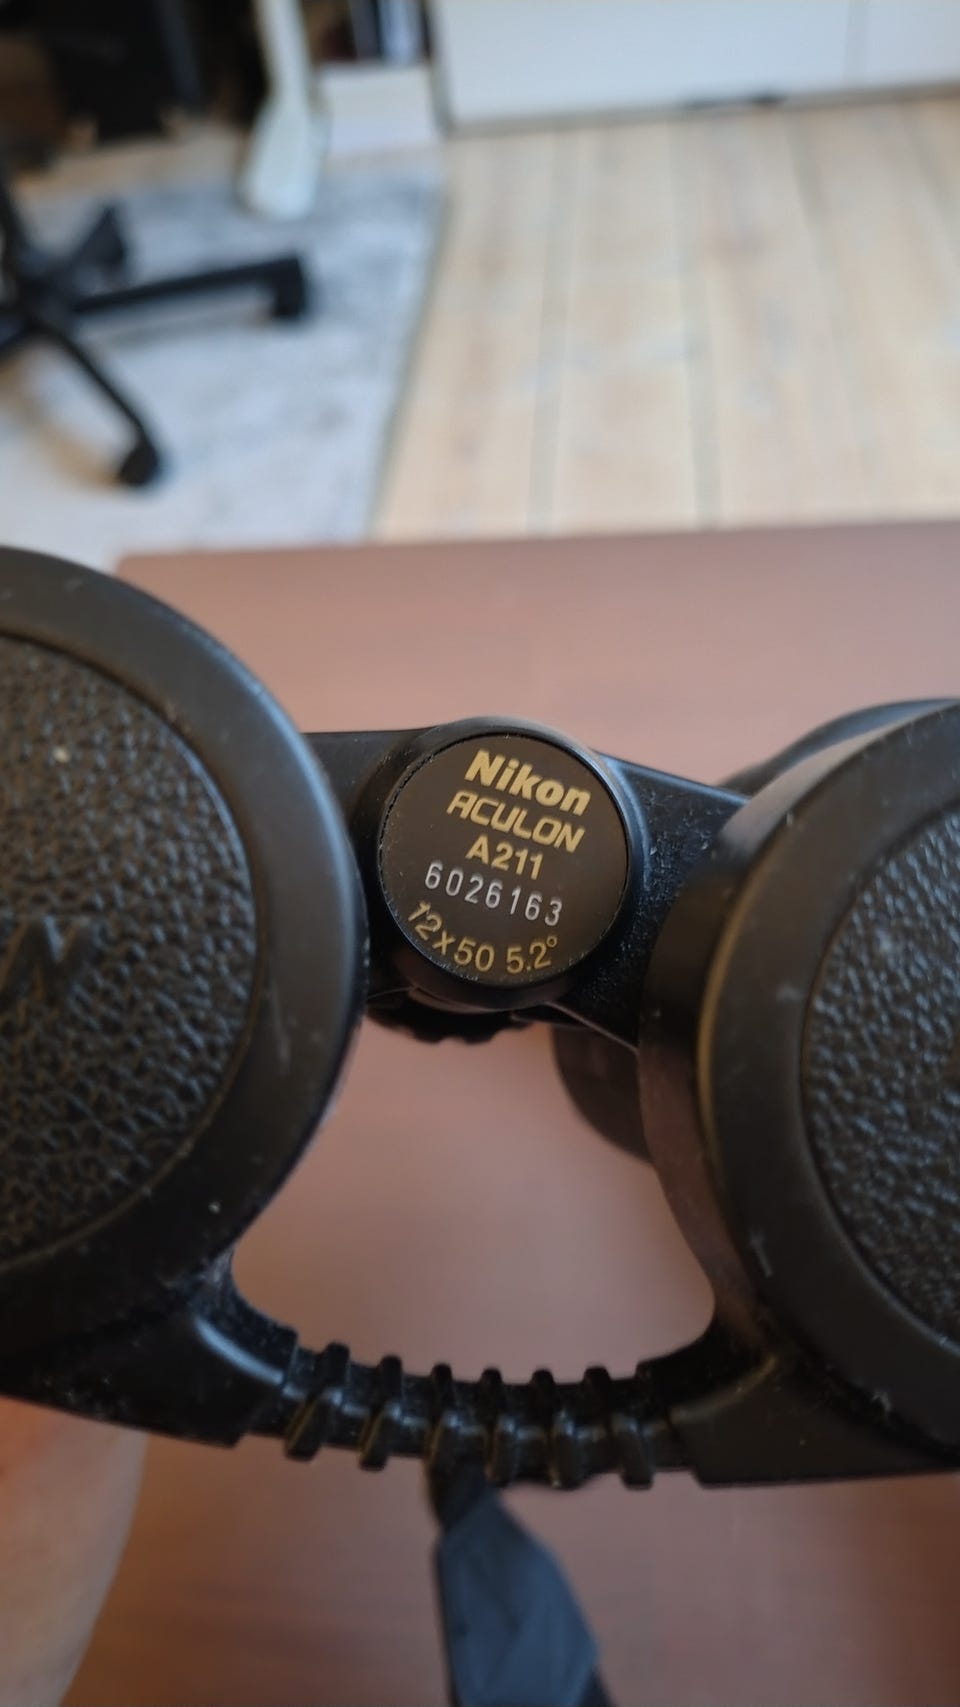 Nikon
ACULON
A211
6026163
12x50 5.2°